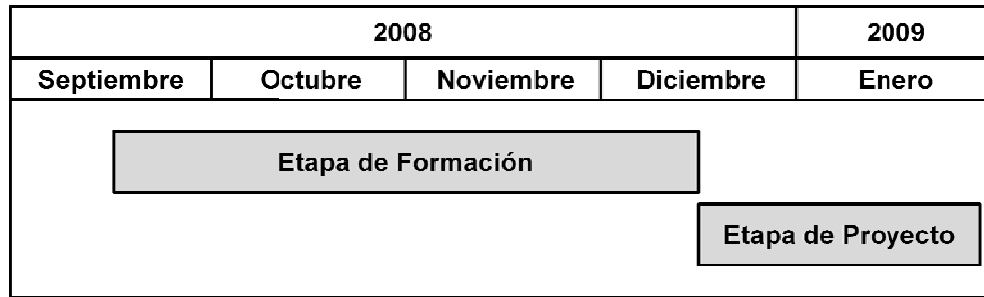 2008 2009
Septiembre Octubre Noviembre Diciembre Enero
Etapa de Formación
Etapa de Proyecto